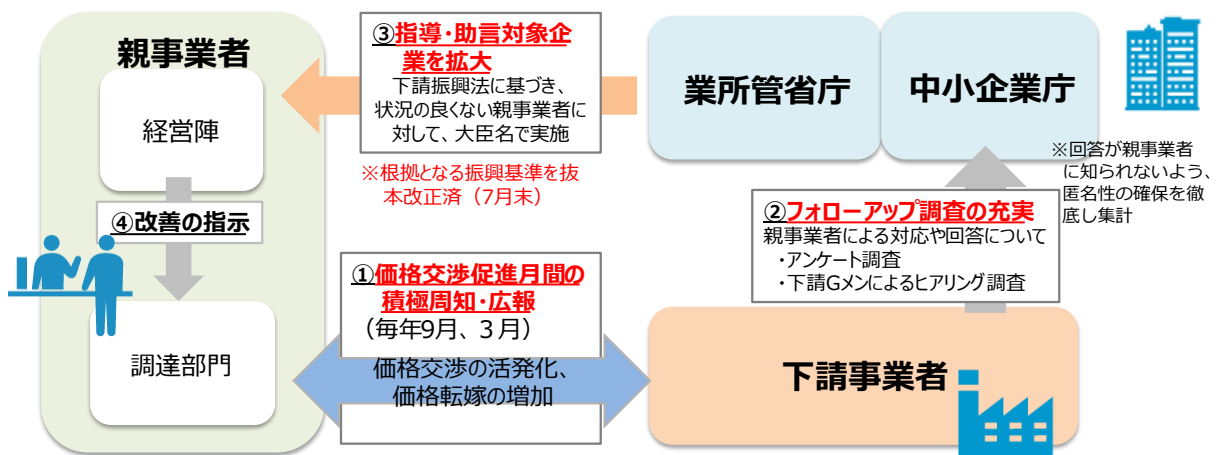 親事業者
経営陣
④改善の指示
調達部門
③指導・助言対象企
業を拡大
下請振興法に基づき、
状況の良くない親事業者に
対して、大臣名で実施
※根拠となる振興基準を抜
本改正済（7月末）
①価格交渉促進月間の
積極周知・広報
（毎年9月、３月）
価格交渉の活発化、
価格転嫁の増加
業所管省庁
中小企業庁
※回答が親事業者
に知られないよう、
匿名性の確保を徹
底し集計
②フォローアップ調査の充実
親事業者による対応や回答について
・アンケート調査
・下請Gメンによるヒアリング調査
下請事業者